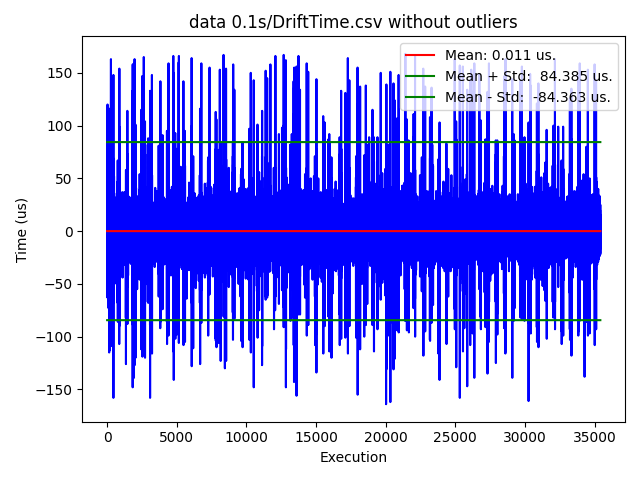 data 0.1s/DriftTime.csv without outliers
Mean: 0.011 us.
Mean + Std:  84.385 us.
Mean - Std:  -84.363 us.
Time (us)
150
100
50
0
−50
−100
−150
0 5000 10000 15000 20000 25000 30000 35000
Execution